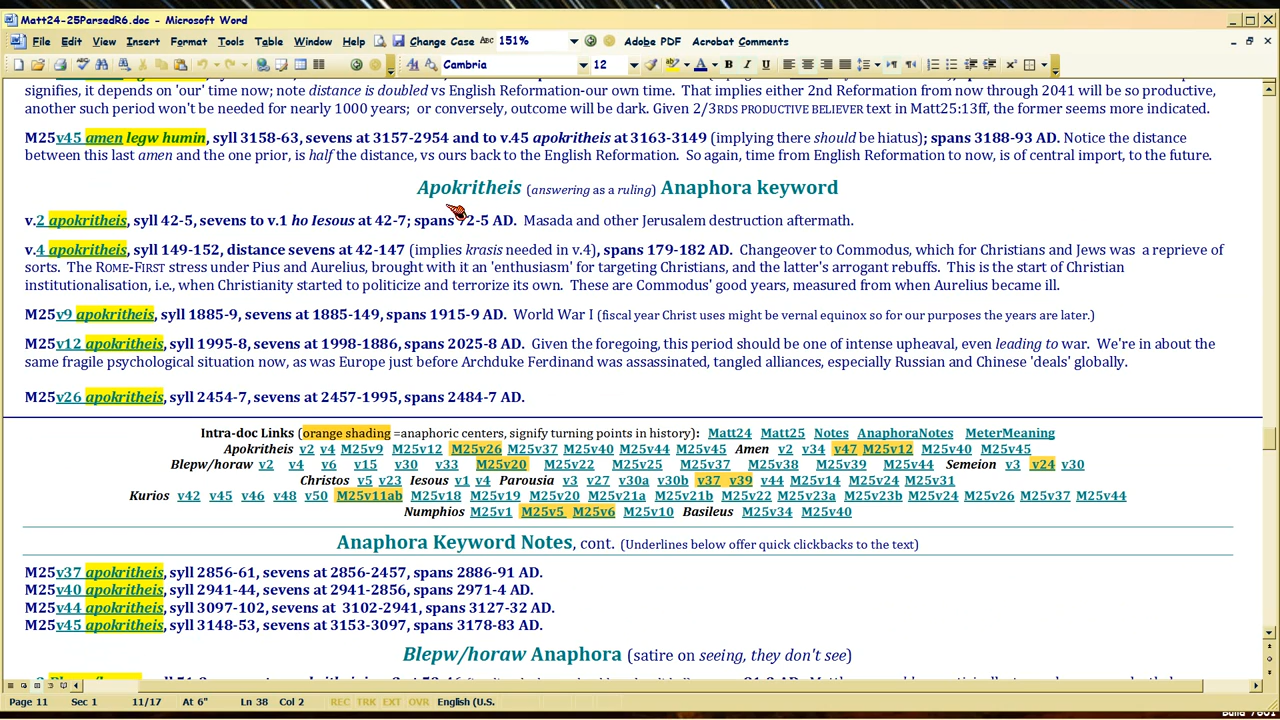 Matt24-25ParsedR6.doc - Microsoft Word
File Edit View Insert Format Tools Table Window Help Change Case ABC 151% Adobe PDF Acrobat Comments
Cambria 12 B I U A
signifies, it depends on 'our' time now; note distance is doubled vs English Reformation-our own time. That implies either 2nd Reformation from now through 2041 will be so productive,
another such period won't be needed for nearly 1000 years; or conversely, outcome will be dark. Given 2/3RDS PRODUCTIVE BELIEVER text in Matt25:13ff, the former seems more indicated.
M25v45 amen legw humin, syll 3158-63, sevens at 3157-2954 and to v.45 apokritheis at 3163-3149 (implying there should be hiatus); spans 3188-93 AD. Notice the distance
between this last amen and the one prior, is half the distance, vs ours back to the English Reformation. So again, time from English Reformation to now, is of central import, to the future.
Apokritheis (answering as a ruling) Anaphora keyword
v.2 apokritheis, syll 42-5, sevens to v.1 ho Iesous at 42-7; spans 72-5 AD. Masada and other Jerusalem destruction aftermath.
v.4 apokritheis, syll 149-152, distance sevens at 42-147 (implies krasis needed in v.4), spans 179-182 AD. Changeover to Commodus, which for Christians and Jews was a reprieve of
sorts. The ROME-FIRST stress under Pius and Aurelius, brought with it an 'enthusiasm' for targeting Christians, and the latter's arrogant rebuffs. This is the start of Christian
institutionalisation, i.e., when Christianity started to politicize and terrorize its own. These are Commodus' good years, measured from when Aurelius became ill.
M25v9 apokritheis, syll 1885-9, sevens at 1885-149, spans 1915-9 AD. World War I (fiscal year Christ uses might be vernal equinox so for our purposes the years are later.)
M25v12 apokritheis, syll 1995-8, sevens at 1998-1886, spans 2025-8 AD. Given the foregoing, this period should be one of intense upheaval, even leading to war. We're in about the
same fragile psychological situation now, as was Europe just before Archduke Ferdinand was assassinated, tangled alliances, especially Russian and Chinese 'deals' globally.
M25v26 apokritheis, syll 2454-7, sevens at 2457-1995, spans 2484-7 AD.
Intra-doc Links (orange shading =anaphoric centers, signify turning points in history): Matt24 Matt25 Notes AnaphoraNotes MeterMeaning
Apokritheis v2 v4 M25v9 M25v12 M25v26 M25v37 M25v40 M25v44 M25v45 Amen v2 v34 v47 M25v12 M25v40 M25v45
Blepw/horaw v2 v4 v6 v15 v30 v33 M25v20 M25v22 M25v25 M25v37 M25v38 M25v39 M25v44 Semeion v3 v24 v30
Christos v5 v23 Iesous v1 v4 Parousia v3 v27 v30a v30b v37 v39 v44 M25v14 M25v24 M25v31
Kurios v42 v45 v46 v48 v50 M25v11ab M25v18 M25v19 M25v20 M25v21a M25v21b M25v22 M25v23a M25v23b M25v24 M25v26 M25v37 M25v44
Numphios M25v1 M25v5 M25v6 M25v10 Basileus M25v34 M25v40
Anaphora Keyword Notes, cont. (Underlines below offer quick clickbacks to the text)
M25v37 apokritheis, syll 2856-61, sevens at 2856-2457, spans 2886-91 AD.
M25v40 apokritheis, syll 2941-44, sevens at 2941-2856, spans 2971-4 AD.
M25v44 apokritheis, syll 3097-102, sevens at 3102-2941, spans 3127-32 AD.
M25v45 apokritheis, syll 3148-53, sevens at 3153-3097, spans 3178-83 AD.
Blepw/horaw Anaphora (satire on seeing, they don't see)
Page 11 Sec 1 11/17 At 6" Ln 38 Col 2 REC TRK EXT OVR English (U.S.